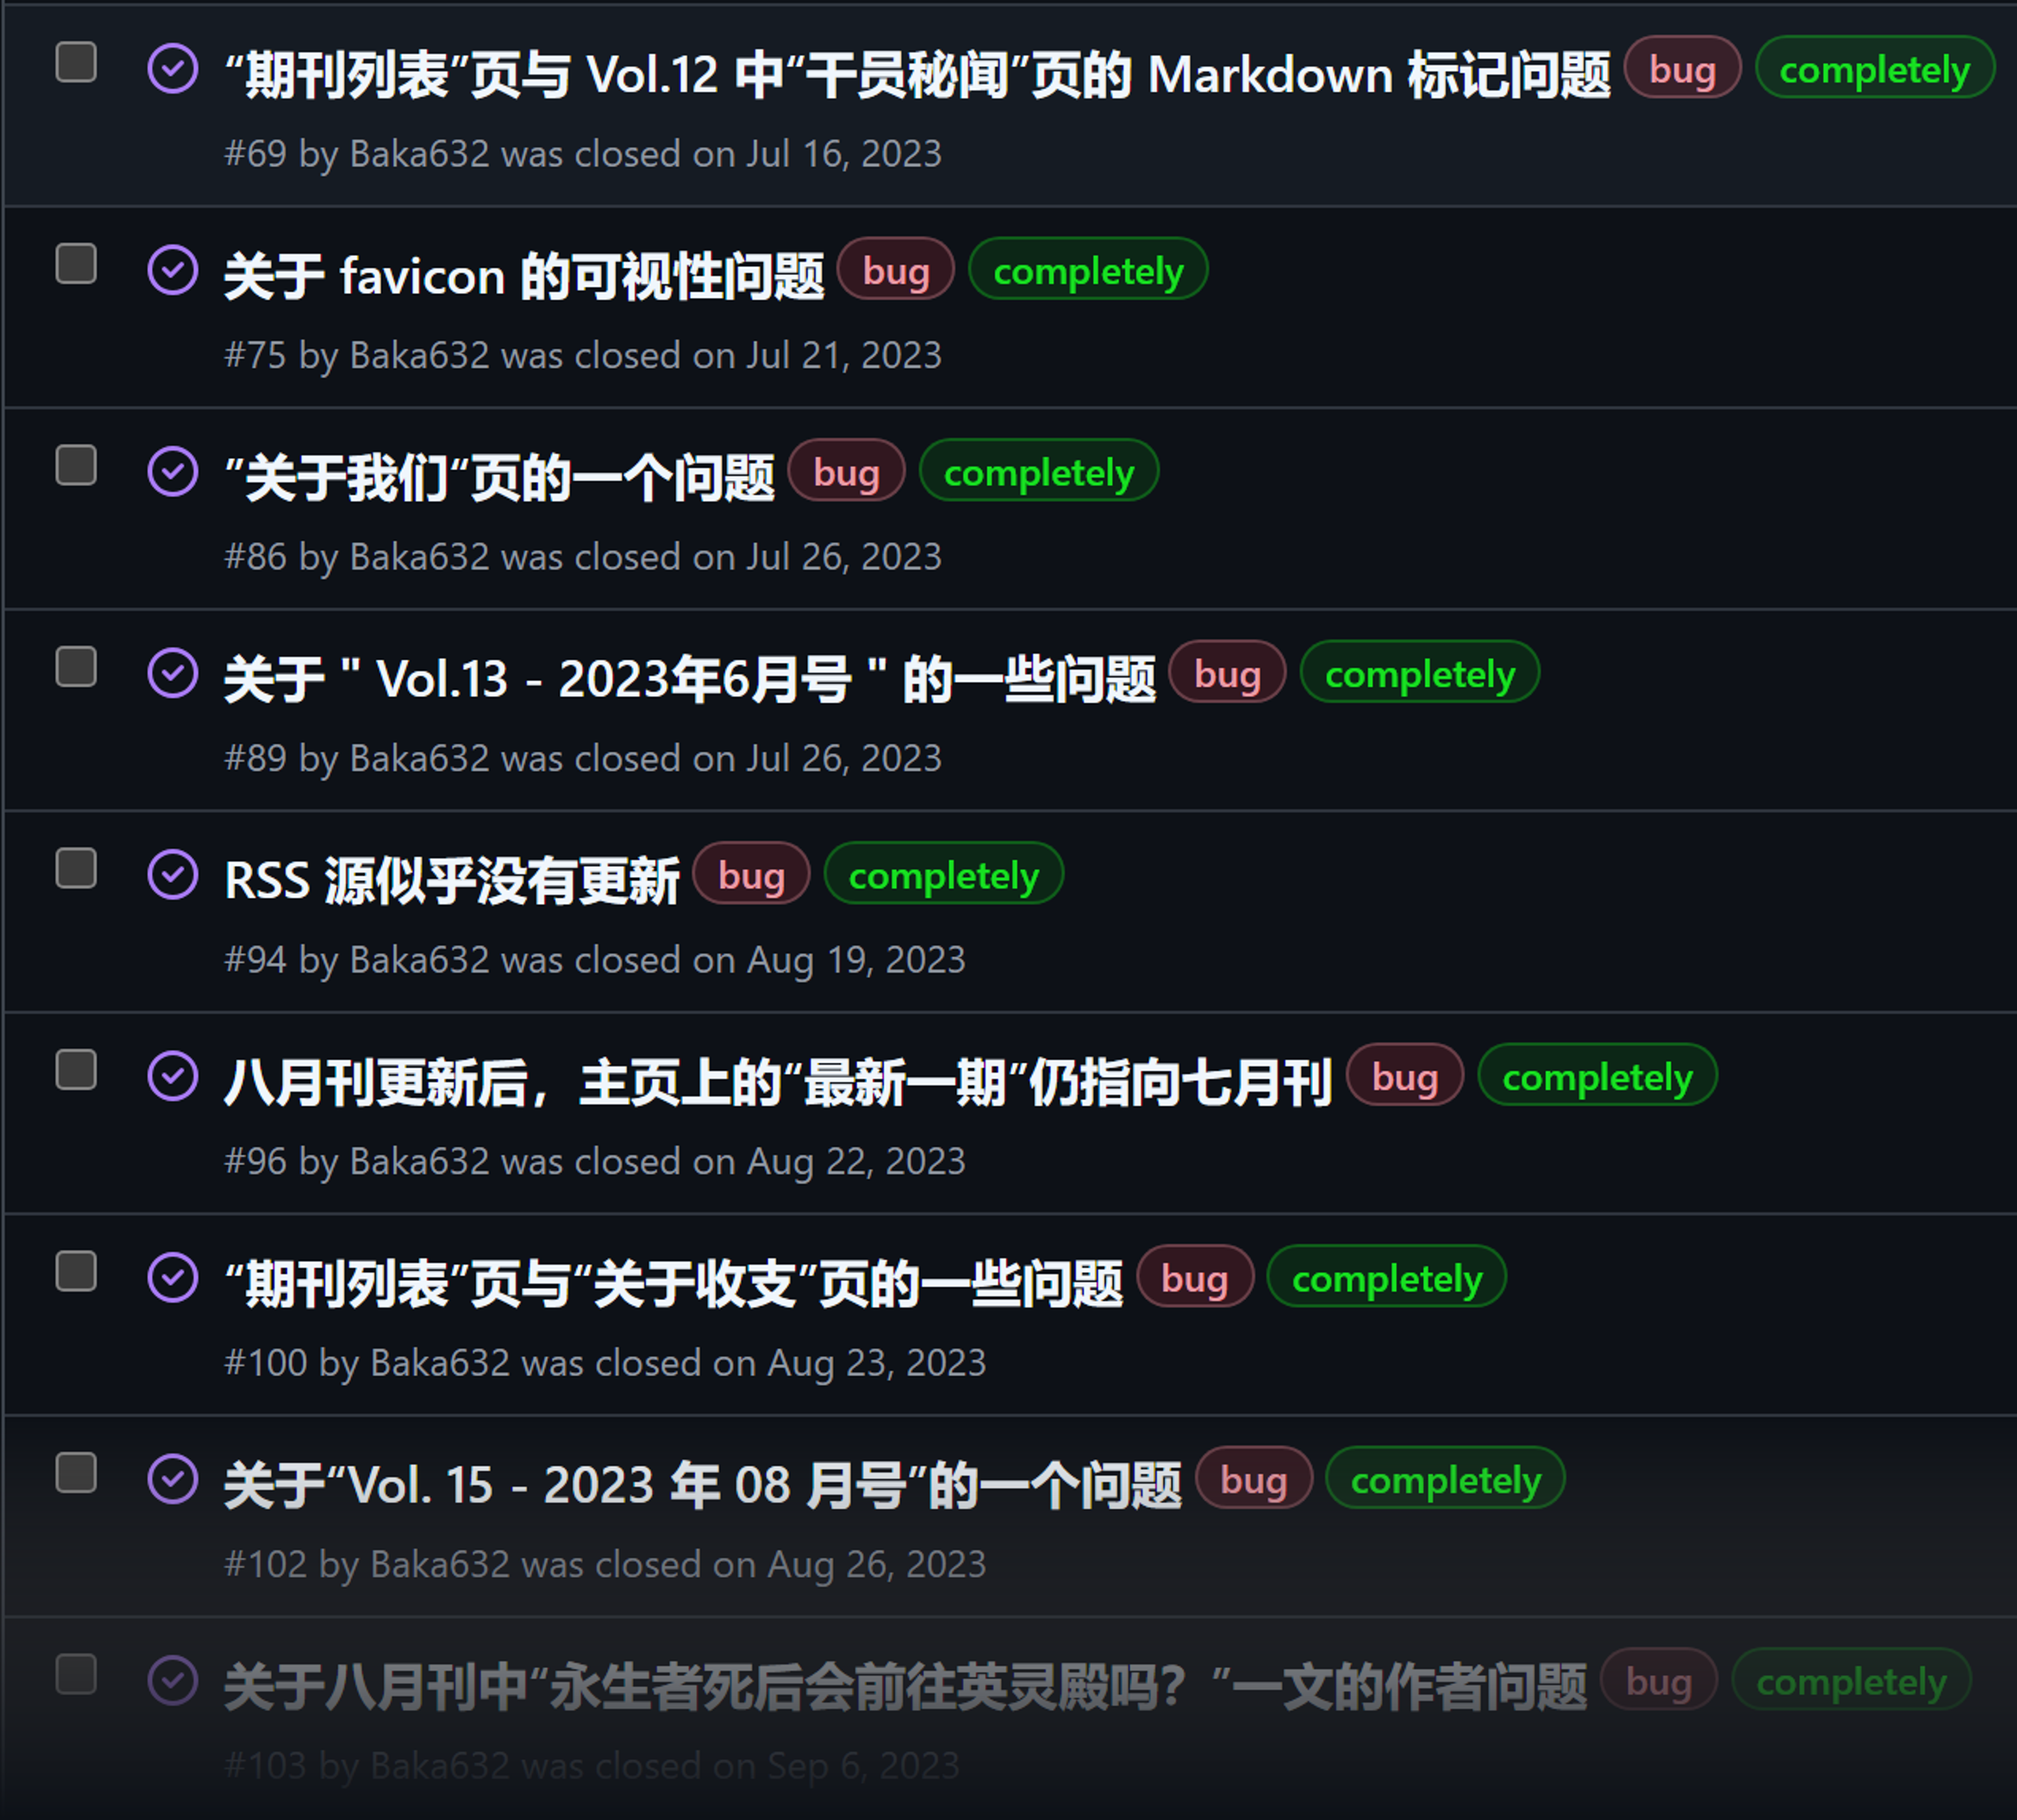 “期刊列表”页与 Vol.12 中“干员秘闻”页的 Markdown 标记问题 bug completely
#69 by Baka632 was closed on Jul 16, 2023
关于 favicon 的可视性问题 bug completely
#75 by Baka632 was closed on Jul 21, 2023
”关于我们“页的一个问题 bug completely
#86 by Baka632 was closed on Jul 26, 2023
关于 " Vol.13 - 2023年6月号 " 的一些问题 bug completely
#89 by Baka632 was closed on Jul 26, 2023
RSS 源似乎没有更新 bug completely
#94 by Baka632 was closed on Aug 19, 2023
八月刊更新后，主页上的“最新一期”仍指向七月刊 bug completely
#96 by Baka632 was closed on Aug 22, 2023
“期刊列表”页与“关于收支”页的一些问题 bug completely
#100 by Baka632 was closed on Aug 23, 2023
关于“Vol. 15 - 2023 年 08 月号”的一个问题 bug completely
#102 by Baka632 was closed on Aug 26, 2023
关于八月刊中“永生者死后会前往英灵殿吗？”一文的作者问题 bug completely
#103 by Baka632 was closed on Sep 6, 2023